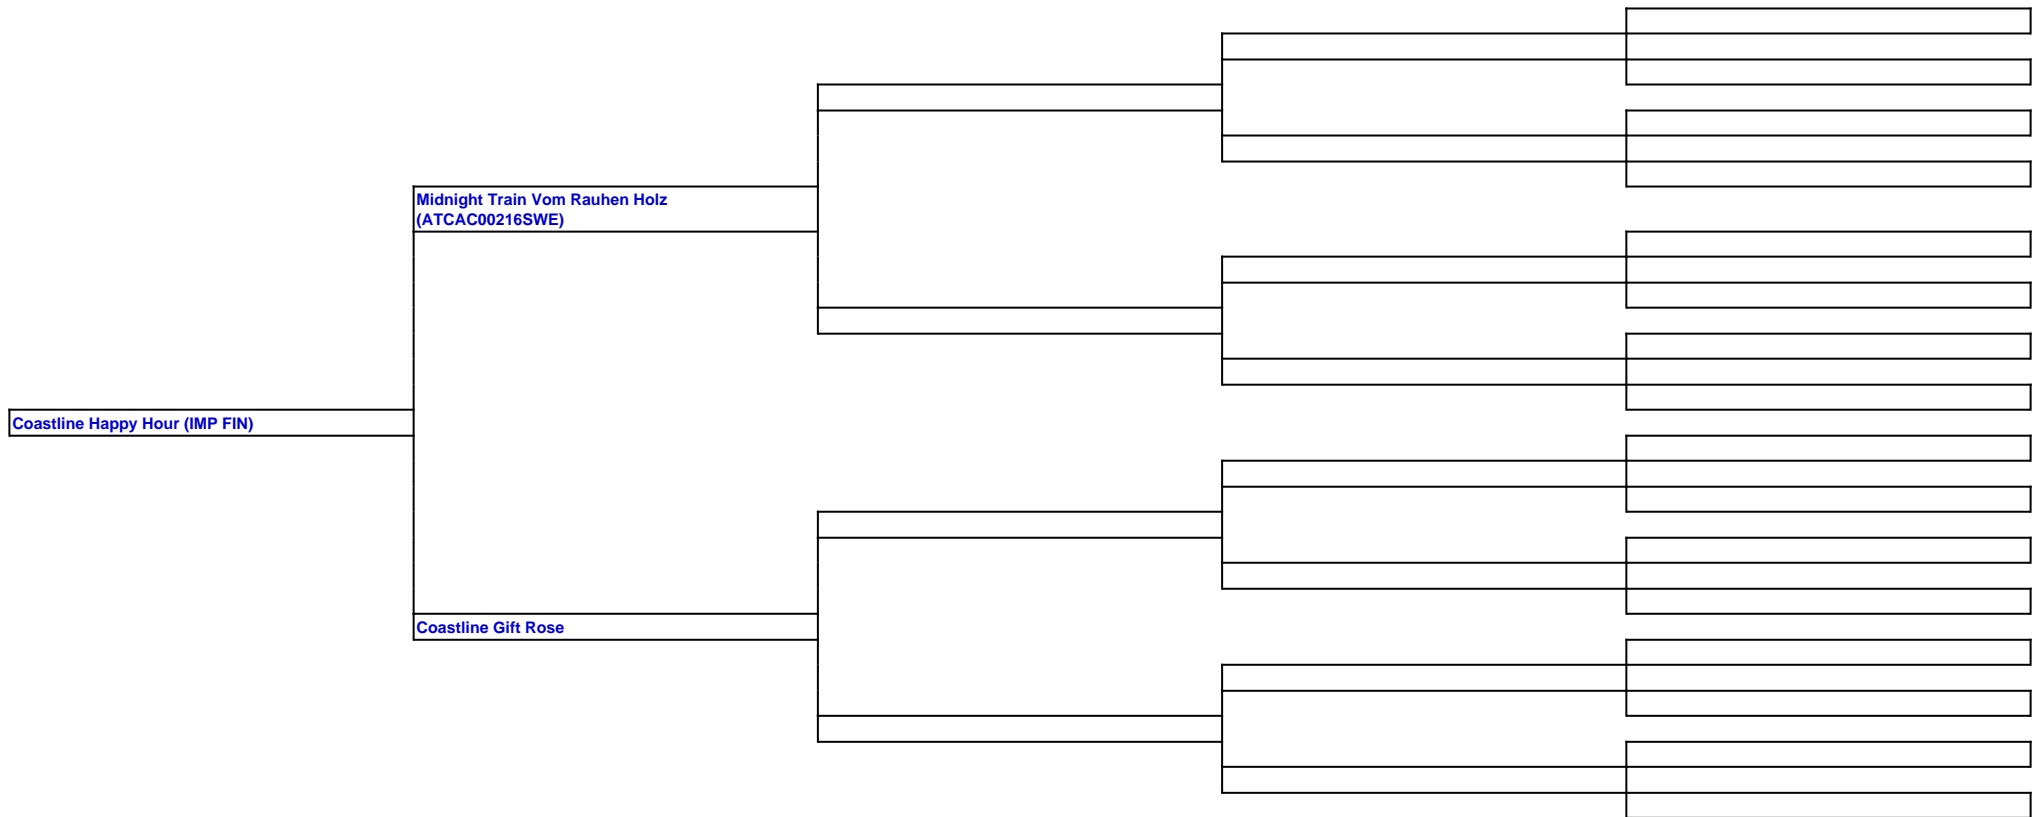 Midnight Train Vom Rauhen Holz
(ATCAC00216SWE)
Coastline Happy Hour (IMP FIN)
Coastline Gift Rose